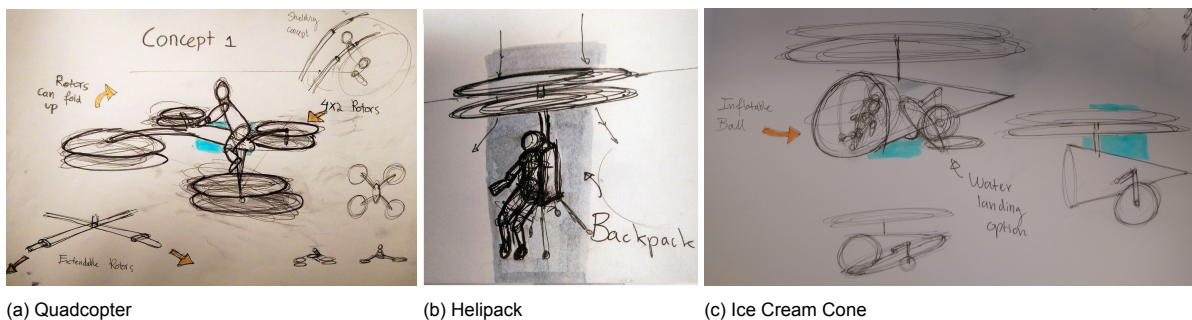 Concept 1
Shielding
concept
Rotors
can fold
up
4x2 Rotors
Extendable Rotors
Backpack
Inflatable
Ball
Water
landing
option
(a) Quadcopter
(b) Helipack
(c) Ice Cream Cone